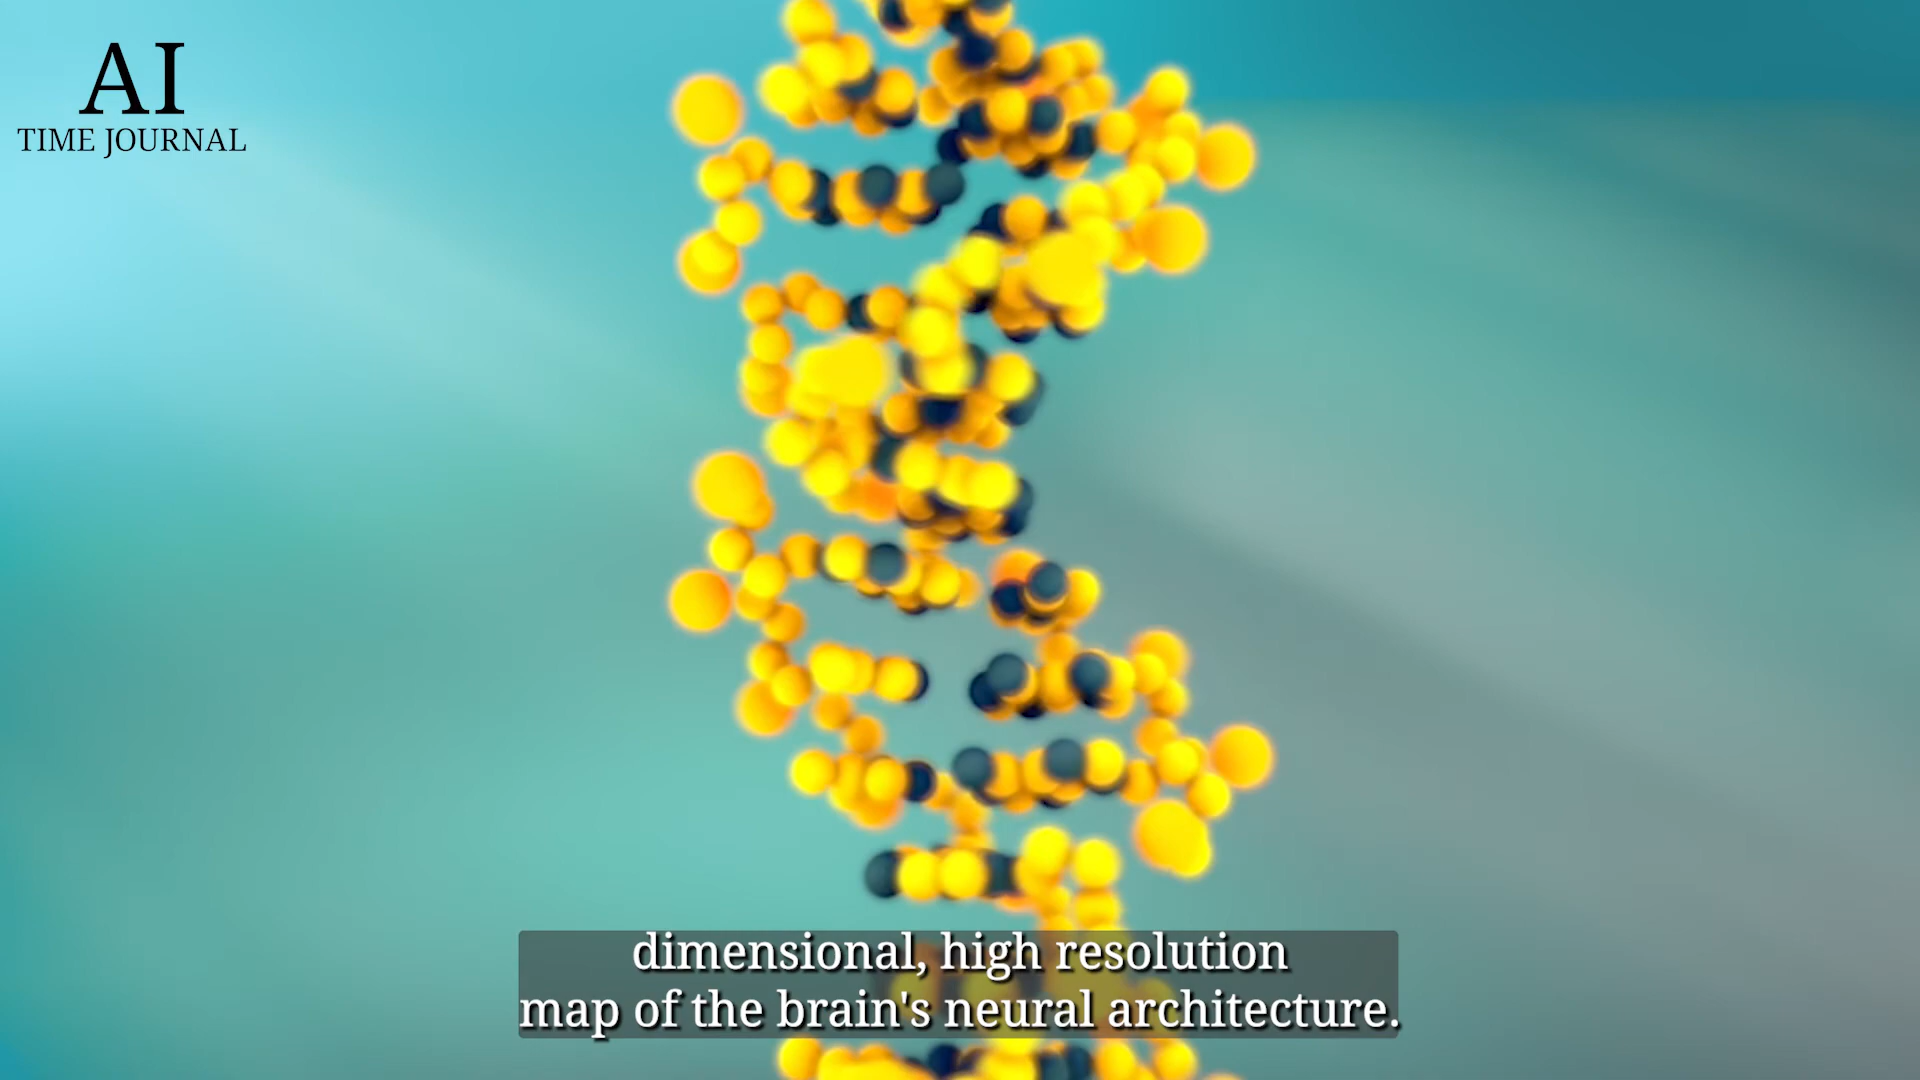 AI
TIME JOURNAL
dimensional, high resolution
map of the brain's neural architecture.